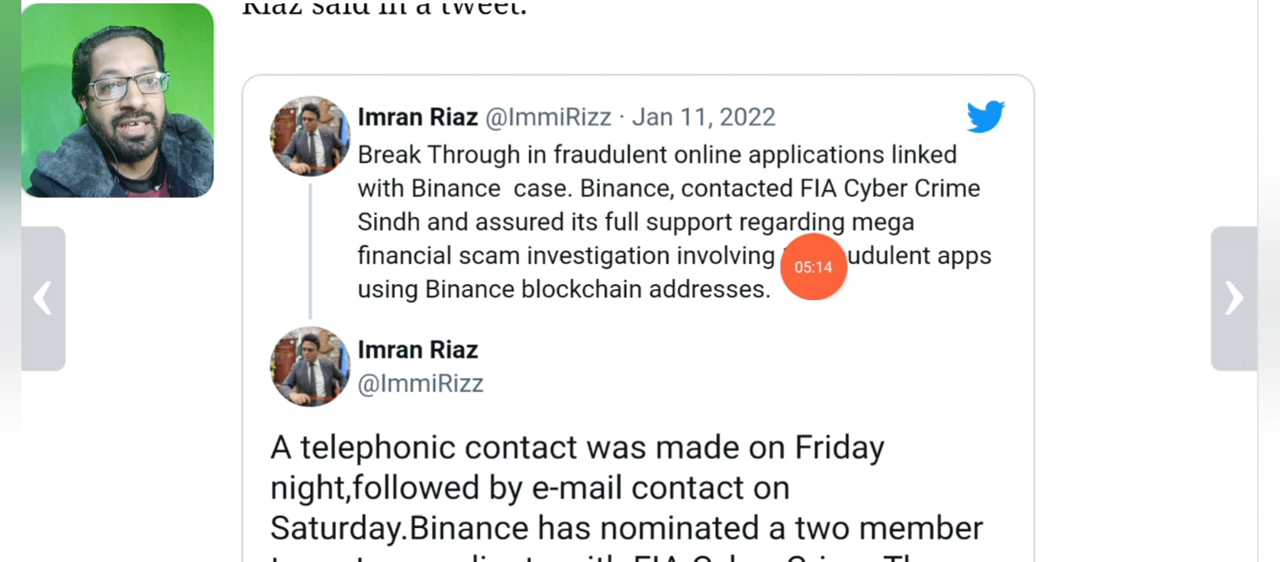 Riaz said in a tweet.
Imran Riaz @ImmiRizz · Jan 11, 2022
Break Through in fraudulent online applications linked
with Binance  case. Binance, contacted FIA Cyber Crime
Sindh and assured its full support regarding mega
financial scam investigation involving udulent apps
05:14
using Binance blockchain addresses.
Imran Riaz
@ImmiRizz
A telephonic contact was made on Friday
night,followed by e-mail contact on
Saturday.Binance has nominated a two member